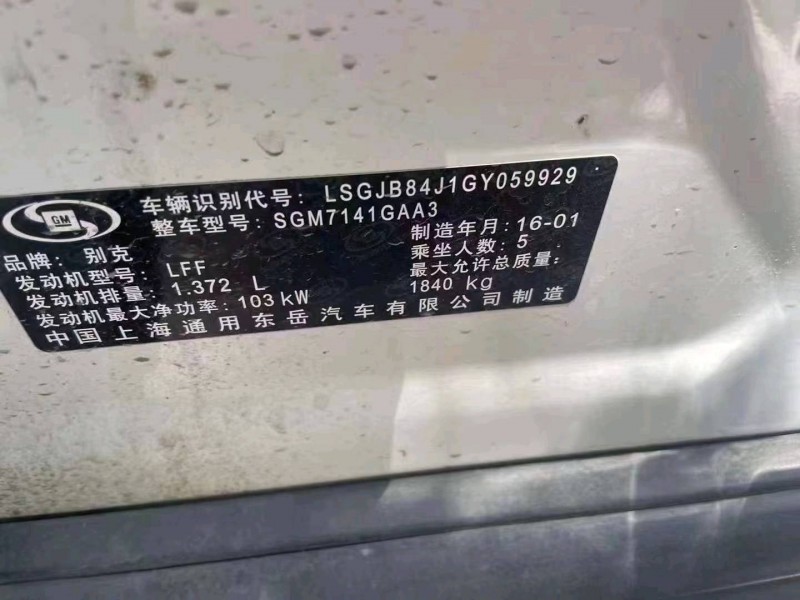 GM
车辆识别代号: LSGJB84J1GY059929
整车型号: SGM7141GAA3
品牌: 别克 制造年月: 16-01
发动机型号: LFF 乘坐人数: 5
发动机排量: 1.372 L 最大允许总质量:
发动机最大净功率: 103 kW 1840 kg
中国上海通用东岳汽车有限公司制造